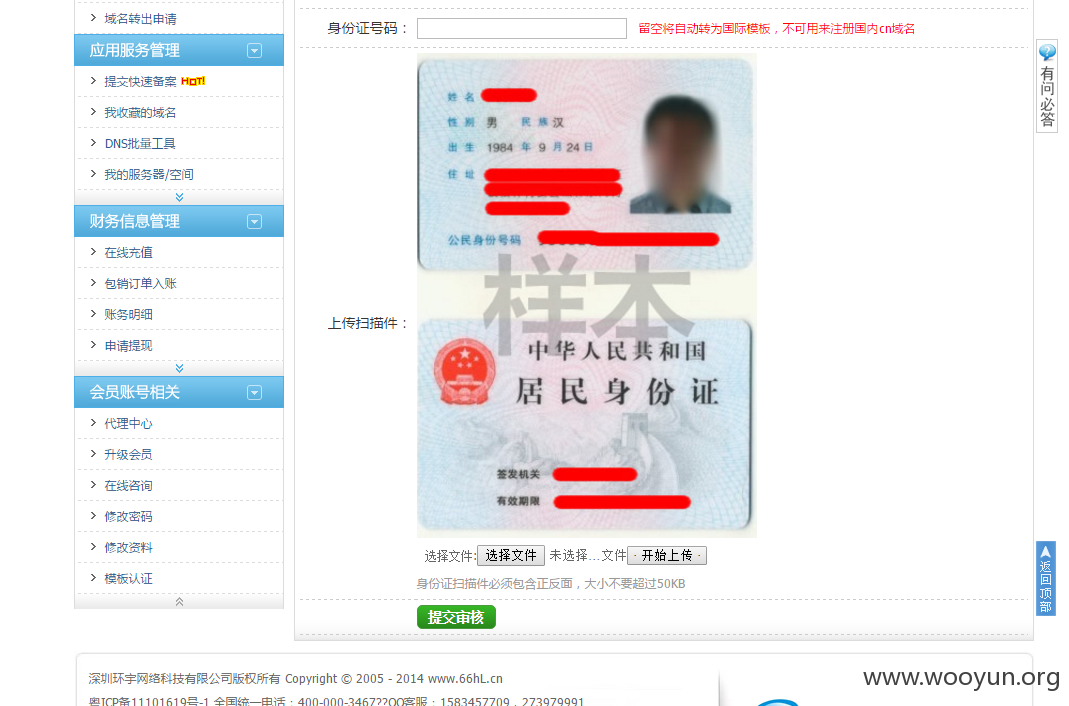 域名转出申请
应用服务管理
提交快速备案 HOT!
我收藏的域名
DNS批量工具
我的服务器/空间
财务信息管理
在线充值
包销订单入账
账务明细
申请提现
会员账号相关
代理中心
升级会员
在线咨询
修改密码
修改资料
模板认证
身份证号码：
留空将自动转为国际模板，不可用来注册国内cn域名
上传扫描件：
姓 名
性 别 男 民 族 汉
出 生 1984 年 9 月 24 日
住 址
公民身份号码
样本
中华人民共和国
居民身份证
签发机关
有效期限
选择文件: 选择文件 未选择...文件 · 开始上传 ·
身份证扫描件必须包含正反面，大小不要超过50KB
提交审核
有问必答
返回顶部
深圳环宇网络科技有限公司版权所有 Copyright © 2005 - 2014 www.66hL.cn
粤ICP备11101619号-1 全国统一电话：400-000-3467??QQ客服：1583457709，273979991
www.wooyun.org